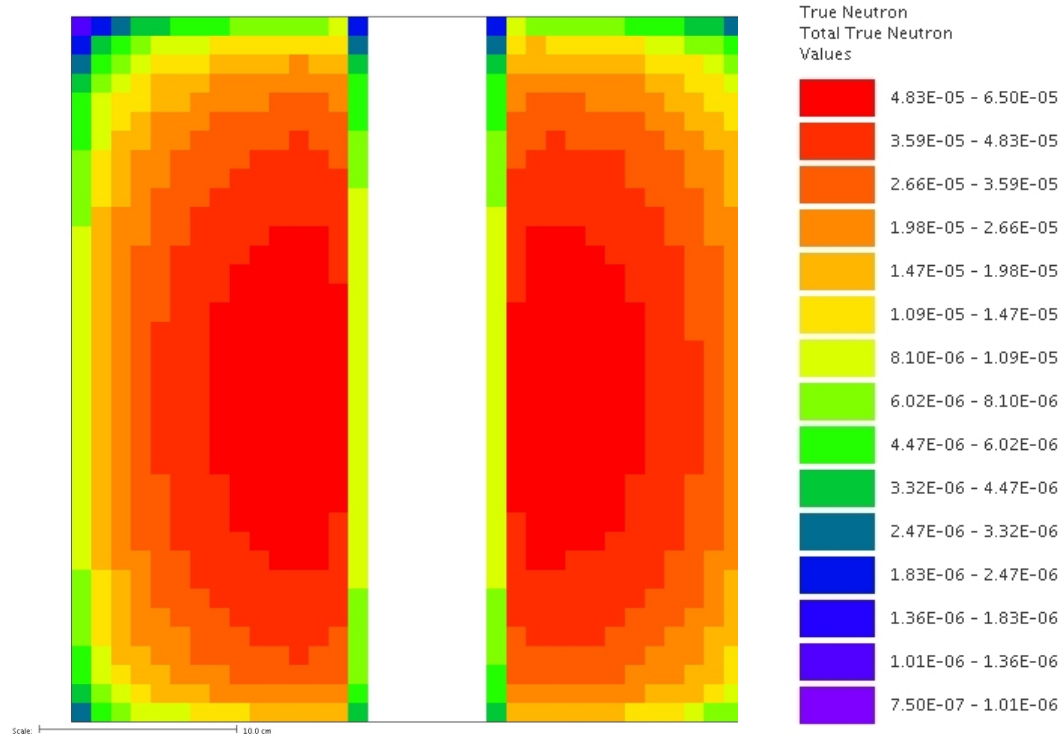 True Neutron
Total True Neutron
Values
4.83E-05 - 6.50E-05
3.59E-05 - 4.83E-05
2.66E-05 - 3.59E-05
1.98E-05 - 2.66E-05
1.47E-05 - 1.98E-05
1.09E-05 - 1.47E-05
8.10E-06 - 1.09E-05
6.02E-06 - 8.10E-06
4.47E-06 - 6.02E-06
3.32E-06 - 4.47E-06
2.47E-06 - 3.32E-06
1.83E-06 - 2.47E-06
1.36E-06 - 1.83E-06
1.01E-06 - 1.36E-06
7.50E-07 - 1.01E-06
Scale: 10.0 cm